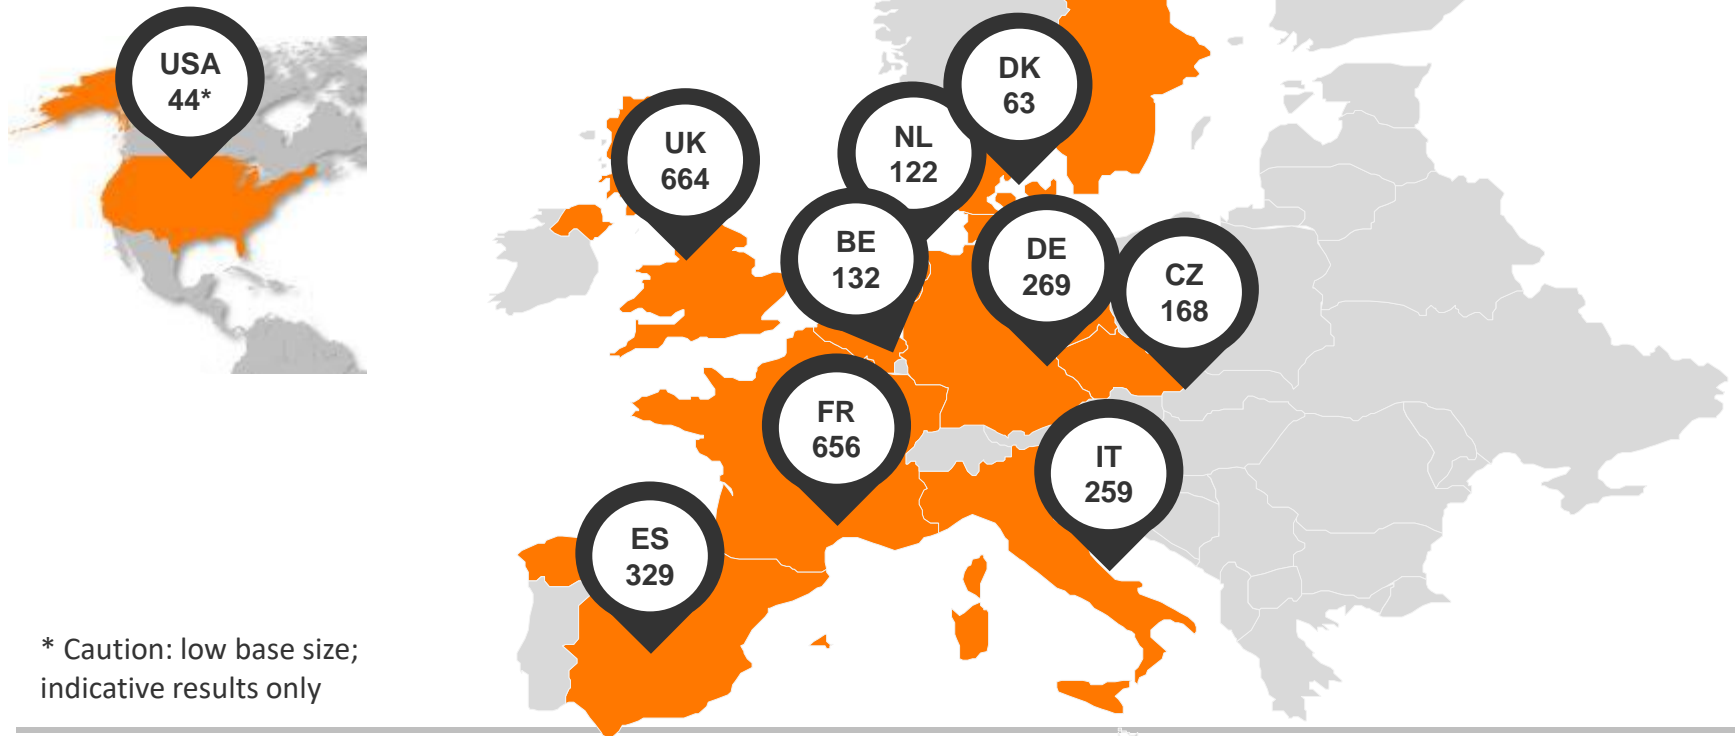 USA
44*
DK
63
NL
122
UK
664
BE
132
DE
269
CZ
168
FR
656
IT
259
ES
329
* Caution: low base size;
indicative results only